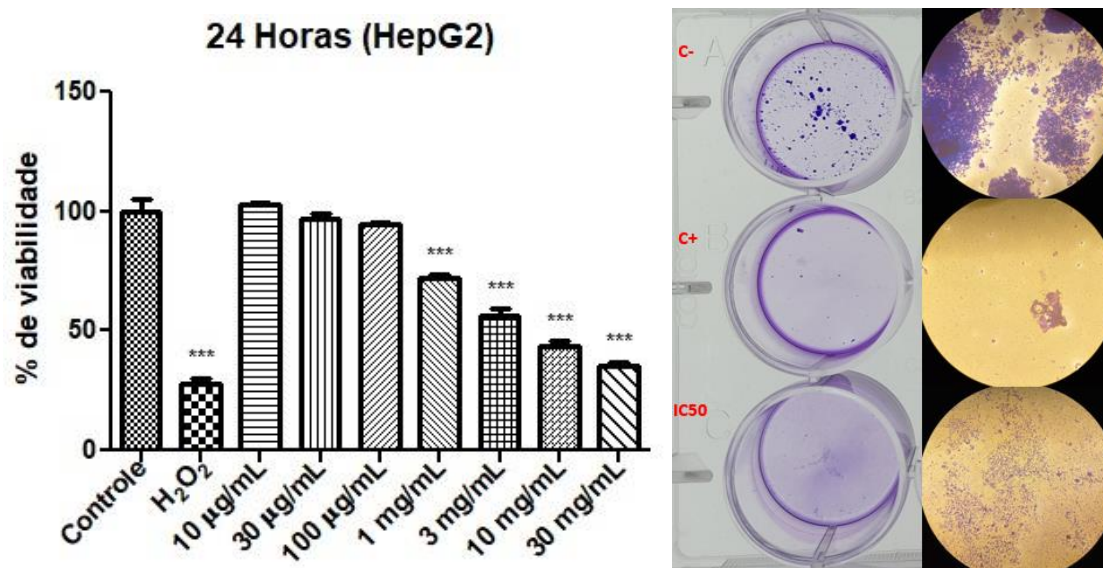 24 Horas (HepG2)
% de viabilidade
150
100
50
0
***
***
***
***
***
Controle
H₂O₂
10 µg/mL
30 µg/mL
100 µg/mL
1 mg/mL
3 mg/mL
10 mg/mL
30 mg/mL
C-
A
C+
B
IC50
C